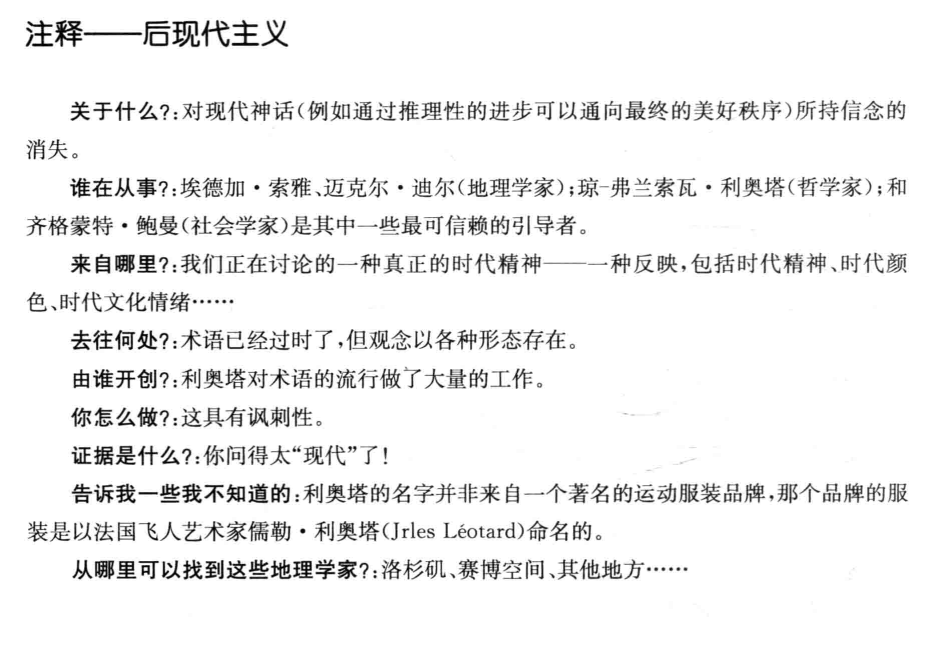 注释——后现代主义
关于什么?:对现代神话(例如通过推理性的进步可以通向最终的美好秩序)所持信念的
消失。
谁在从事?:埃德加·索雅、迈克尔·迪尔(地理学家);琼-弗兰索瓦·利奥塔(哲学家);和
齐格蒙特·鲍曼(社会学家)是其中一些最可信赖的引导者。
来自哪里?:我们正在讨论的一种真正的时代精神——一种反映,包括时代精神、时代颜
色、时代文化情绪……
去往何处?:术语已经过时了,但观念以各种形态存在。
由谁开创?:利奥塔对术语的流行做了大量的工作。
你怎么做?:这具有讽刺性。
证据是什么?:你问得太“现代”了!
告诉我一些我不知道的:利奥塔的名字并非来自一个著名的运动服装品牌,那个品牌的服
装是以法国飞人艺术家儒勒·利奥塔(Jrles Léotard)命名的。
从哪里可以找到这些地理学家?:洛杉矶、赛博空间、其他地方……